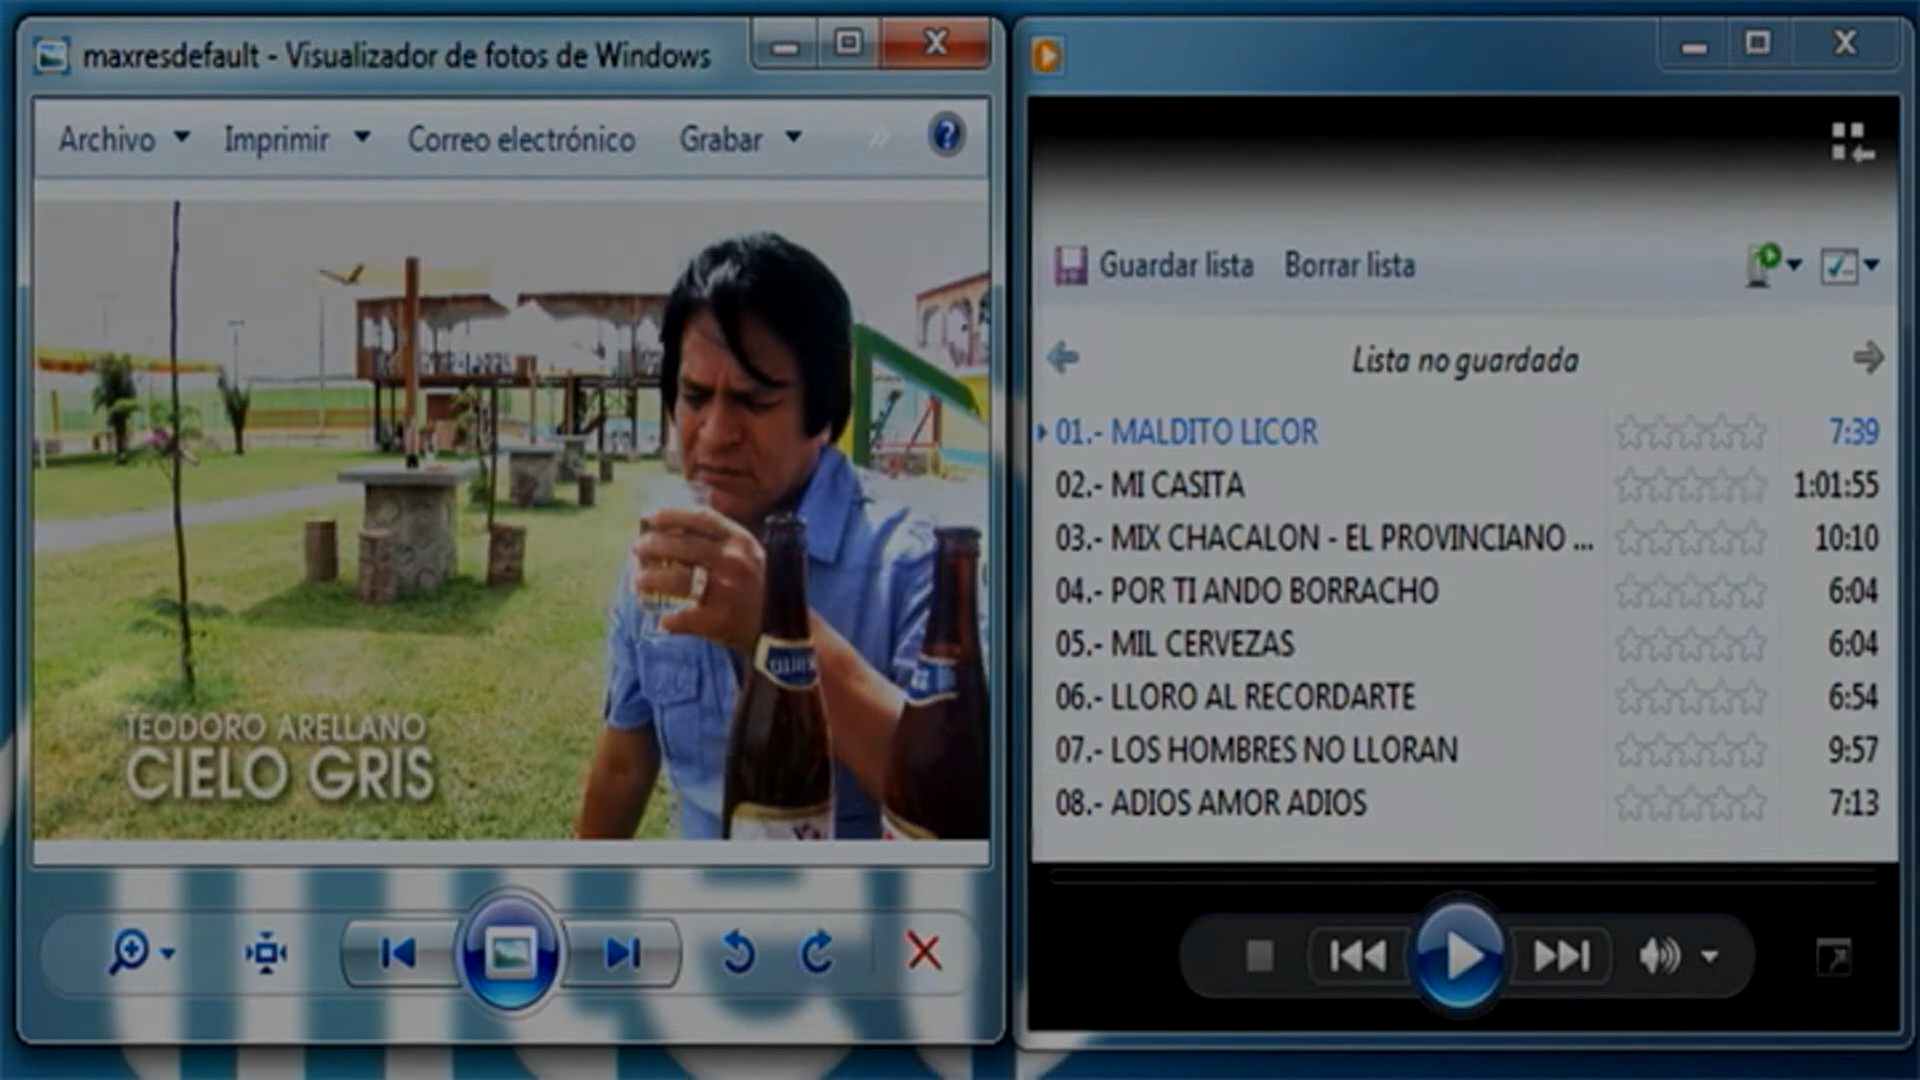 maxresdefault - Visualizador de fotos de Windows
Archivo Imprimir Correo electrónico Grabar
TEODORO ARELLANO
CIELO GRIS
Guardar lista Borrar lista
Lista no guardada
01.- MALDITO LICOR 7:39
02.- MI CASITA 1:01:55
03.- MIX CHACALON - EL PROVINCIANO ... 10:10
04.- POR TI ANDO BORRACHO 6:04
05.- MIL CERVEZAS 6:04
06.- LLORO AL RECORDARTE 6:54
07.- LOS HOMBRES NO LLORAN 9:57
08.- ADIOS AMOR ADIOS 7:13